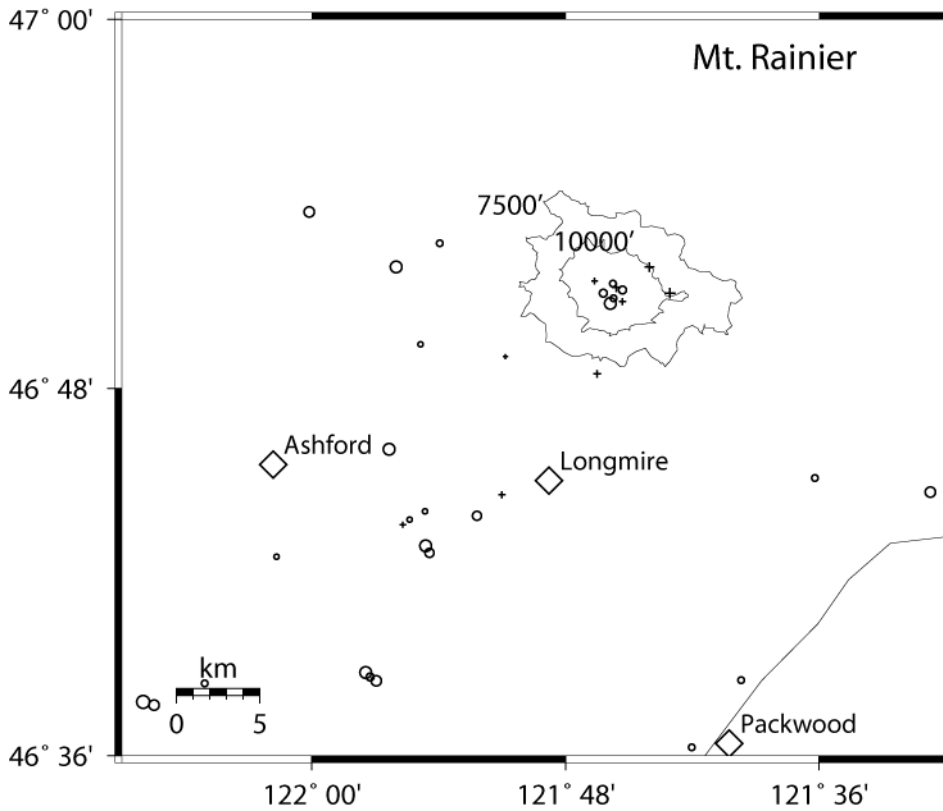 47° 00'
Mt. Rainier
7500’
10000’
46° 48'
Ashford
Longmire
km
0 5
Packwood
46° 36'
122° 00' 121° 48' 121° 36'